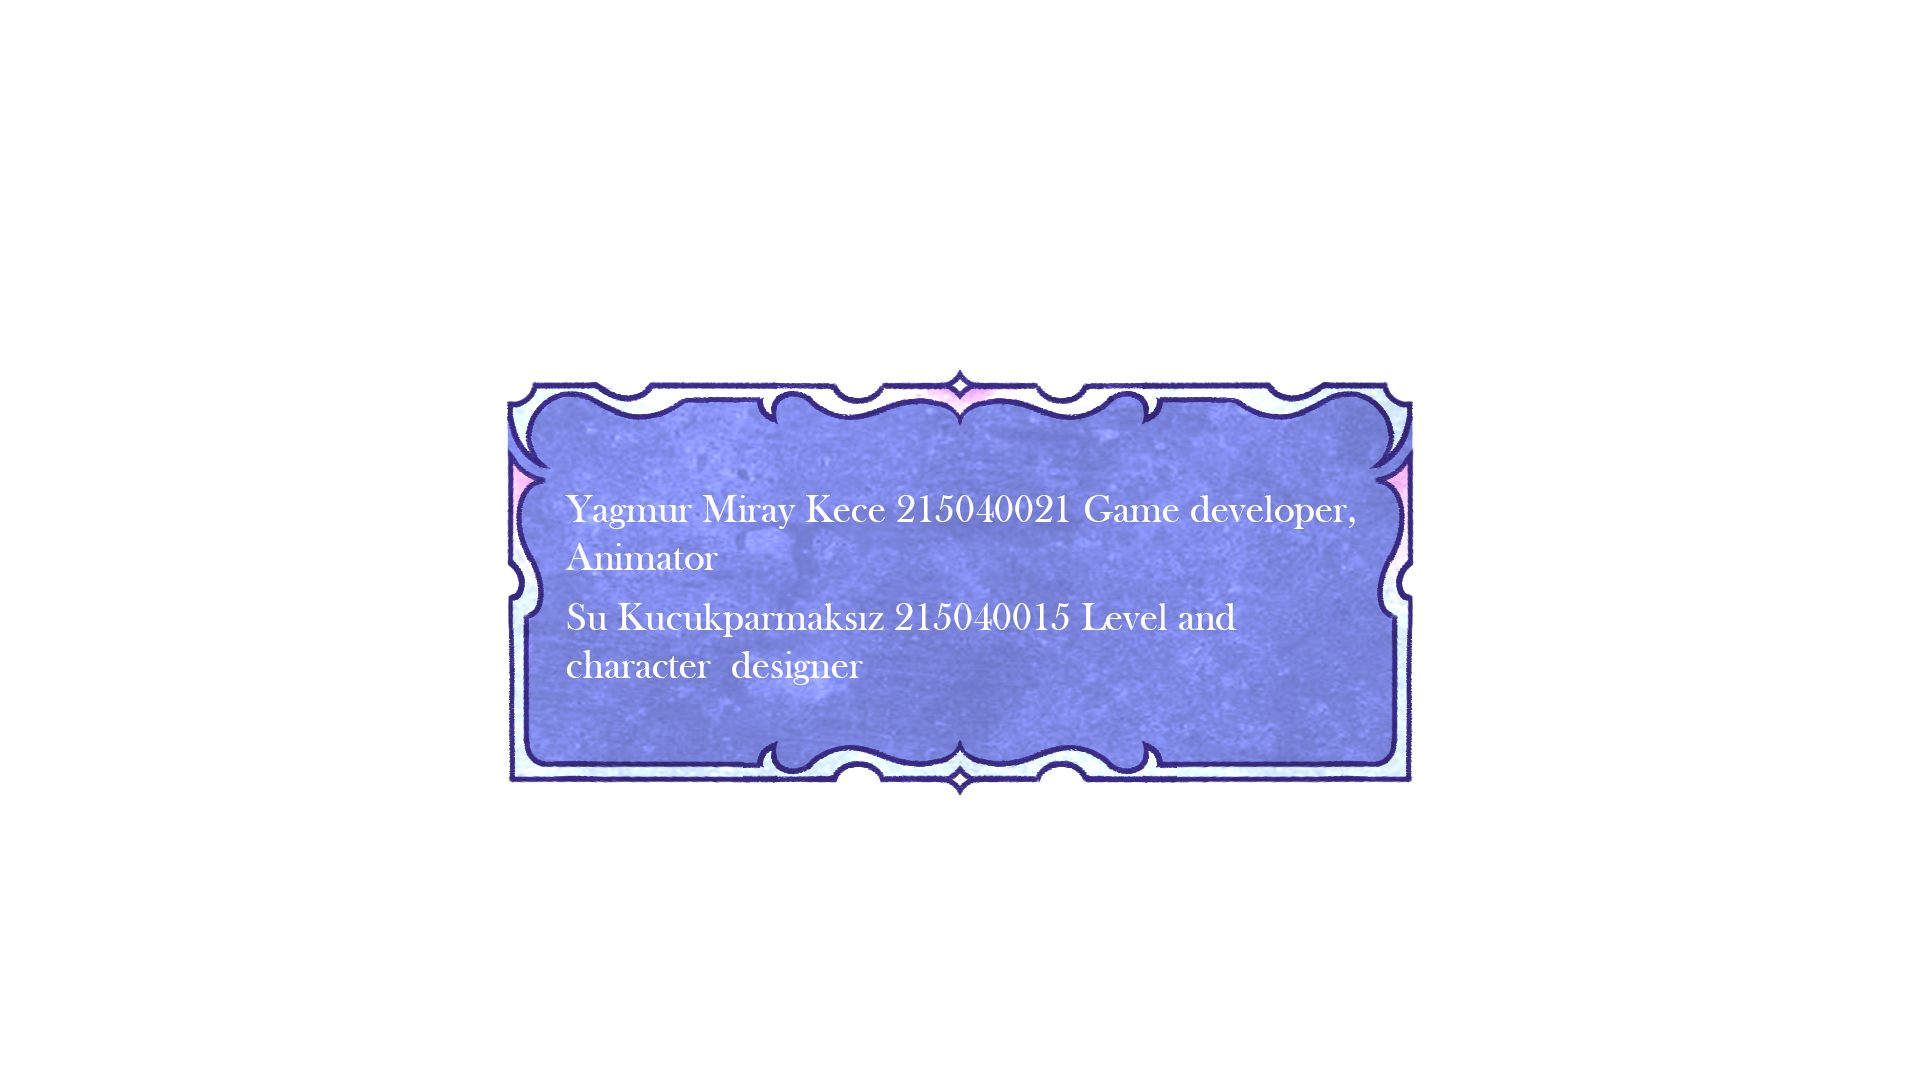 Yagmur Miray Kece 215040021 Game developer,
Animator
Su Kucukparmaksız 215040015 Level and
character  designer